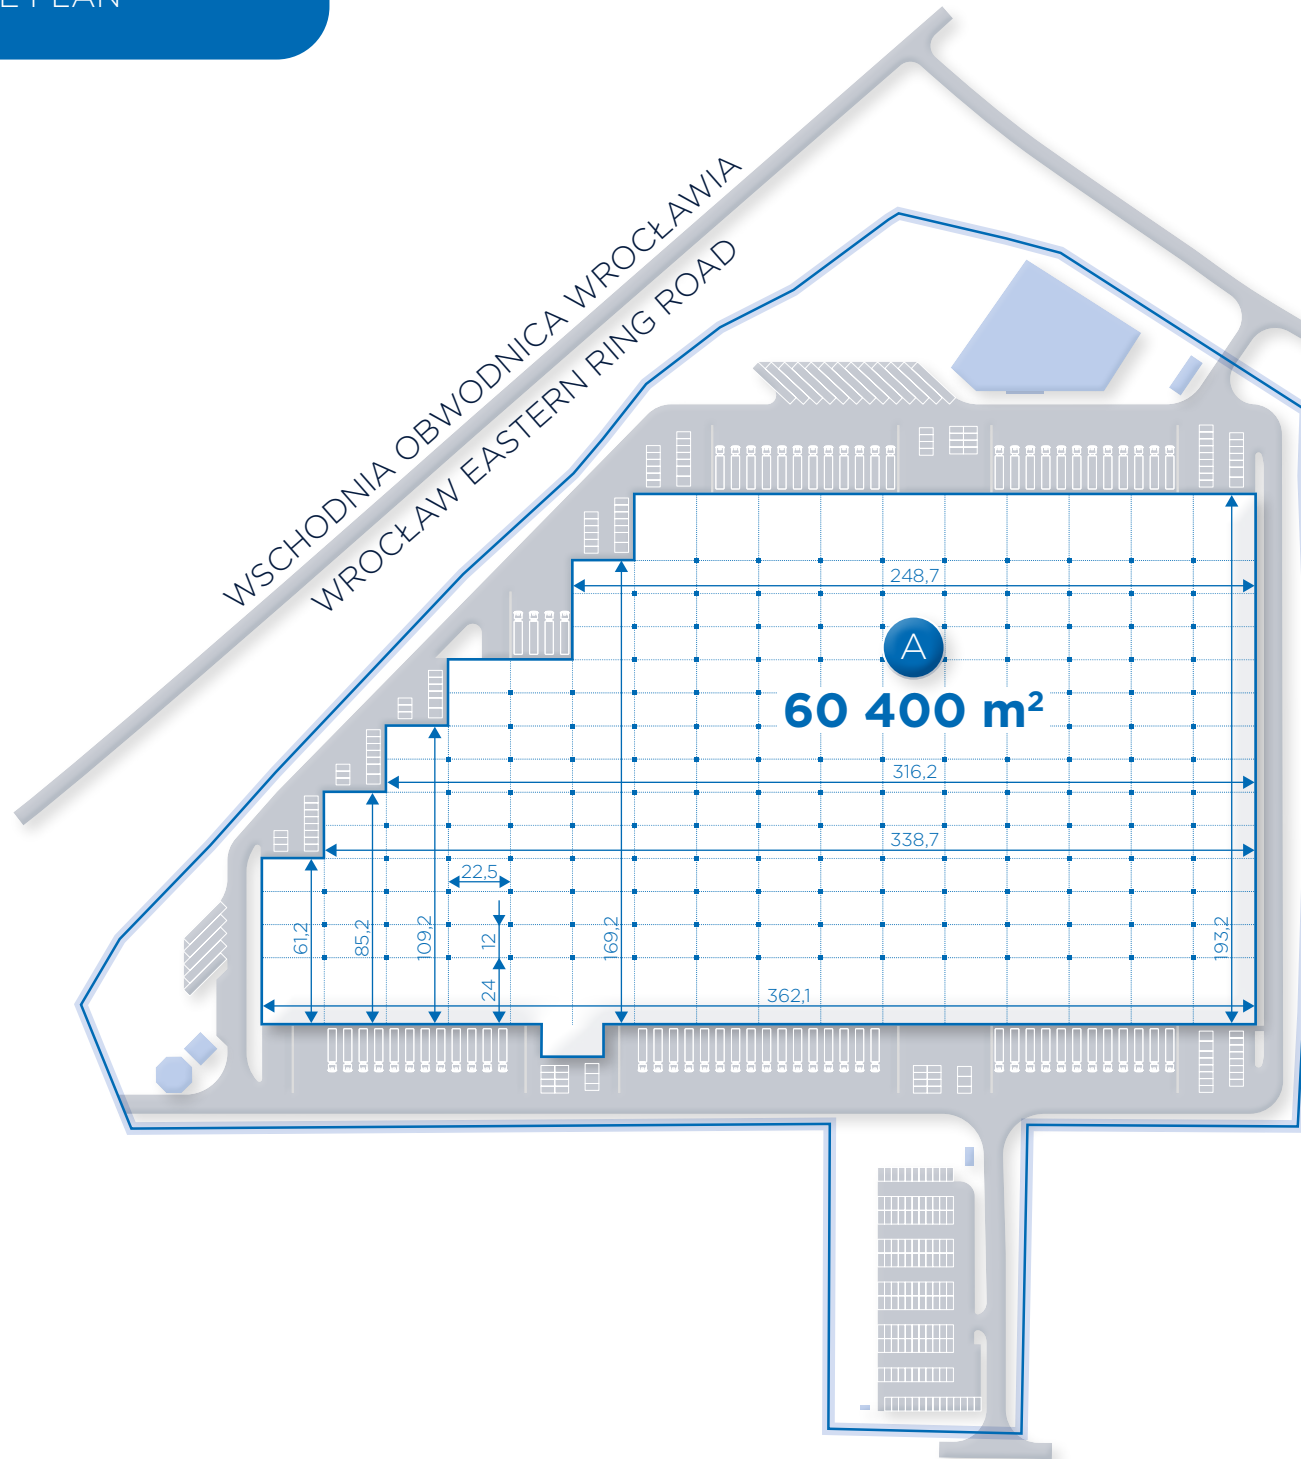 E PLAN
WSCHODNIA OBWODNICA WROCŁAWIA
WROCŁAW EASTERN RING ROAD
248,7
A
60 400 m²
316,2
338,7
22,5
61,2
85,2
109,2
12
169,2
193,2
24
362,1